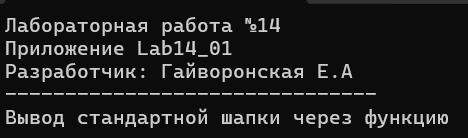 Лабораторная работа №14
Приложение Lab14_01
Разработчик: Гайворонская Е.А
-------------------------------
Вывод стандартной шапки через функцию